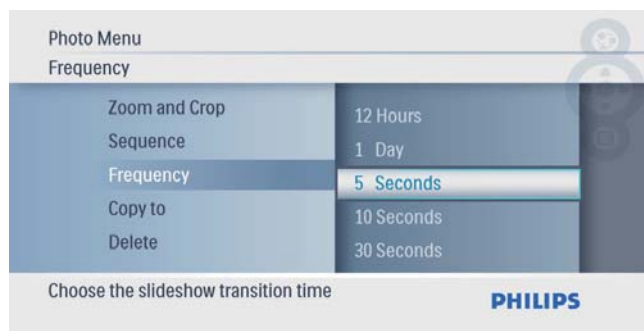 Photo Menu
Frequency
Zoom and Crop
Sequence
Frequency
Copy to
Delete
12 Hours
1 Day
5 Seconds
10 Seconds
30 Seconds
Choose the slideshow transition time
PHILIPS